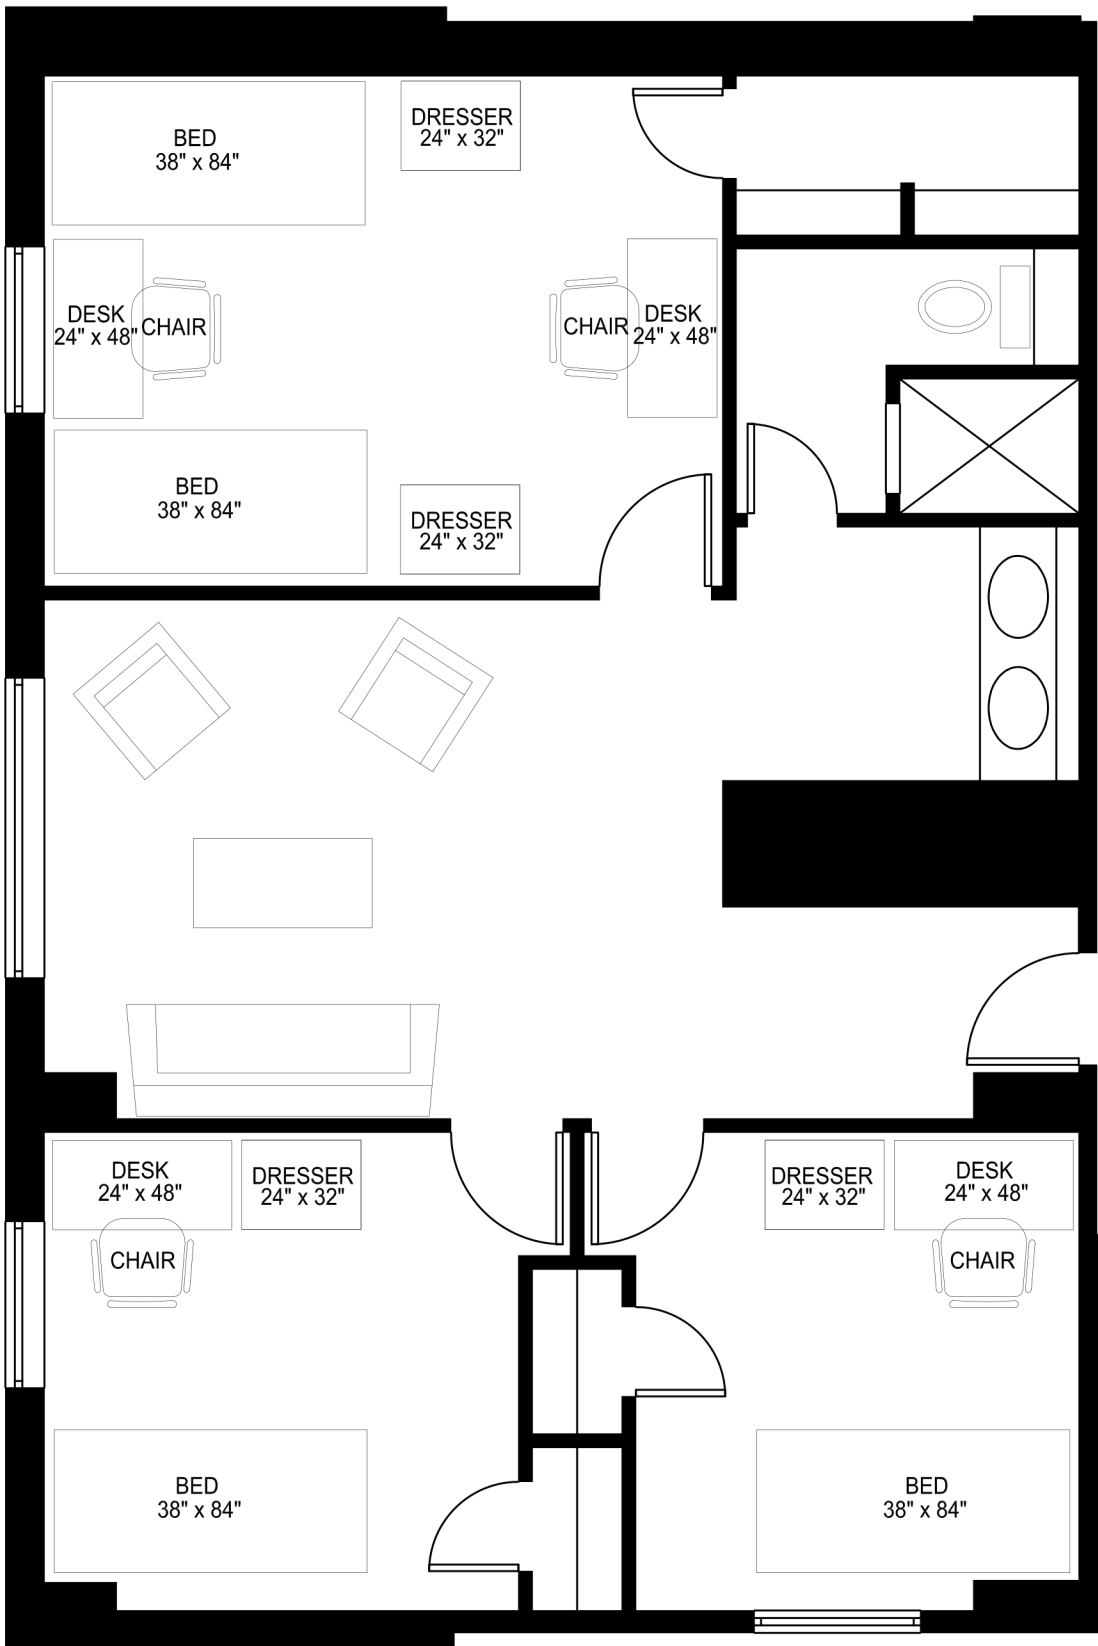 BED
38" x 84"
DRESSER
24" x 32"
DESK
24" x 48"
CHAIR
CHAIR
DESK
24" x 48"
BED
38" x 84"
DRESSER
24" x 32"
DESK
24" x 48"
DRESSER
24" x 32"
CHAIR
DRESSER
24" x 32"
DESK
24" x 48"
CHAIR
BED
38" x 84"
BED
38" x 84"